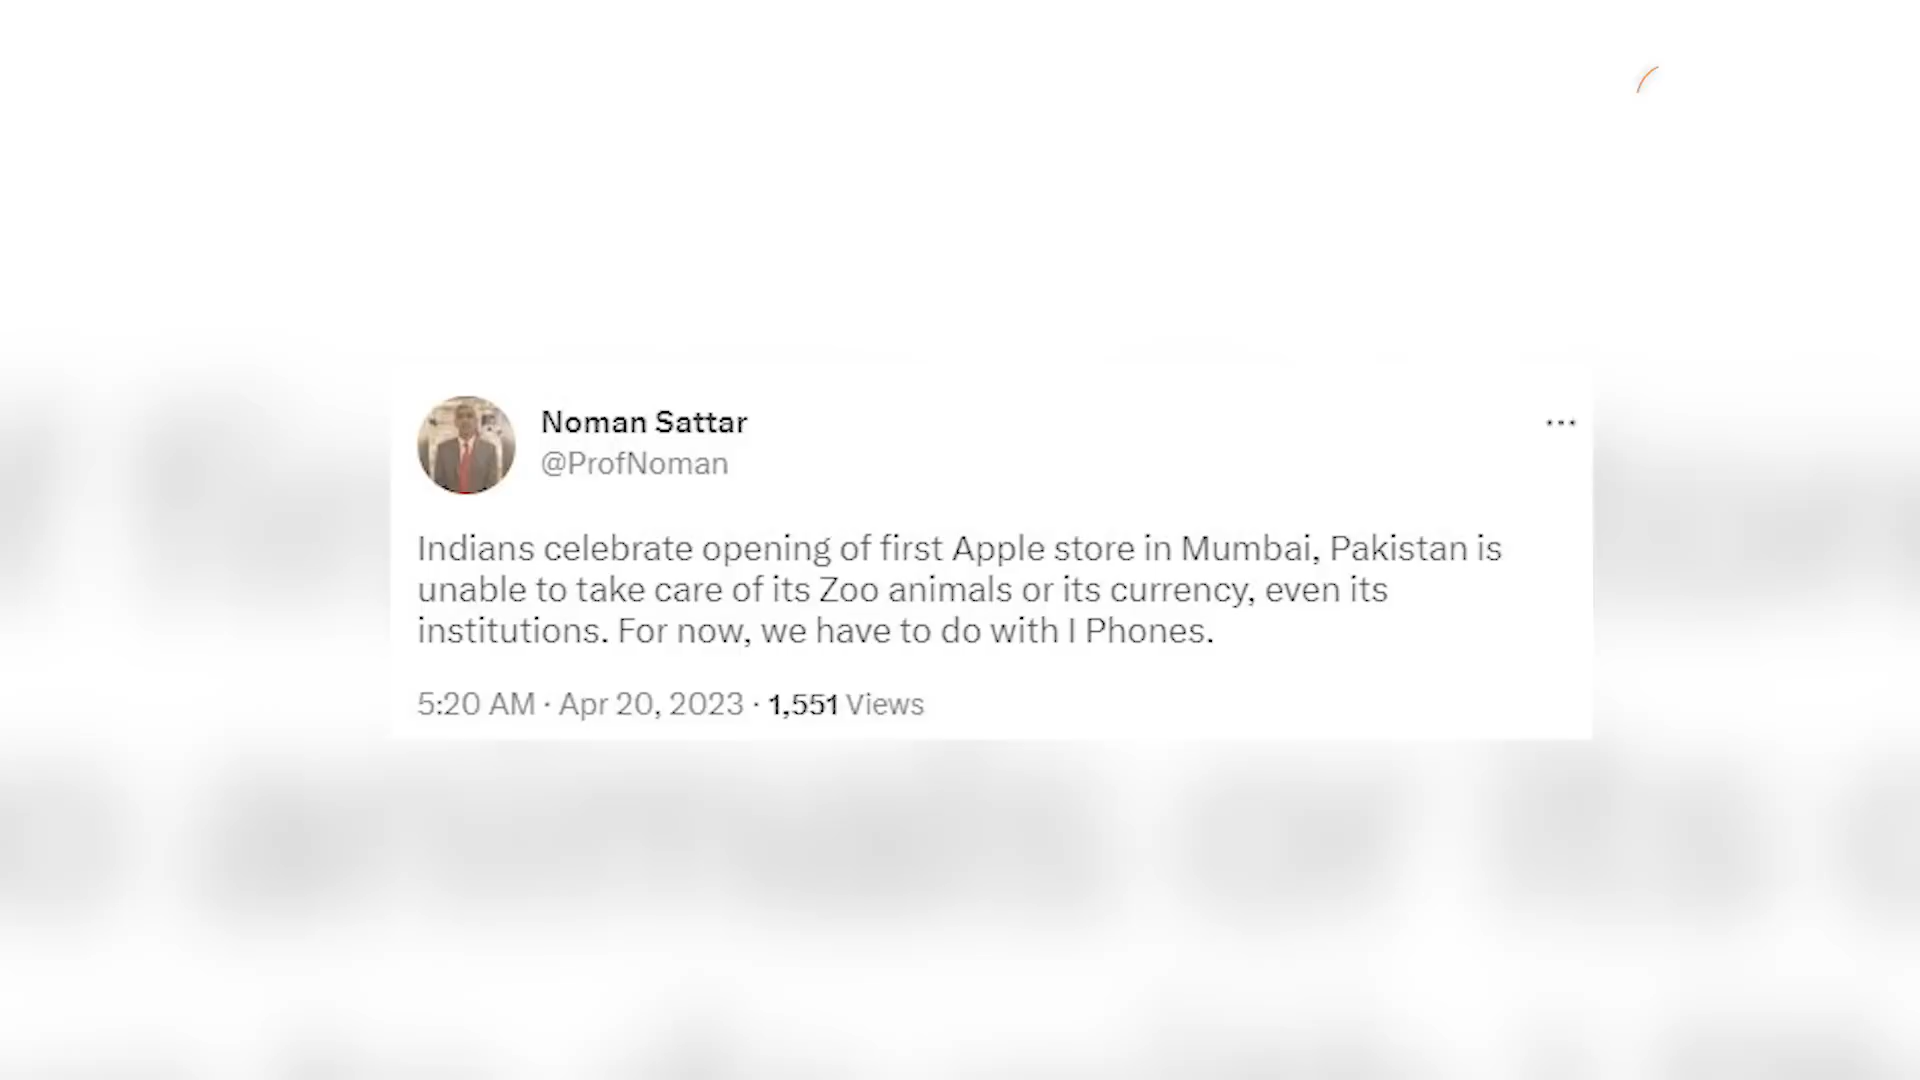 Noman Sattar
@ProfNoman
Indians celebrate opening of first Apple store in Mumbai, Pakistan is
unable to take care of its Zoo animals or its currency, even its
institutions. For now, we have to do with I Phones.
5:20 AM · Apr 20, 2023 · 1,551 Views